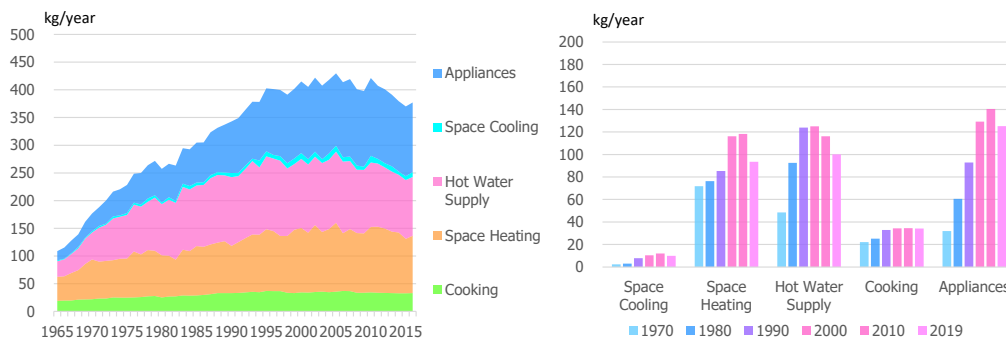 kg/year
500
450
400
350
300
250
200
150
100
50
0
1965 1970 1975 1980 1985 1990 1995 2000 2005 2010 2015
Appliances
Space Cooling
Hot Water
Supply
Space Heating
Cooking
kg/year
200
180
160
140
120
100
80
60
40
20
0
Space
Cooling
Space
Heating
Hot Water
Supply
Cooking
Appliances
1970 1980 1990 2000 2010 2019